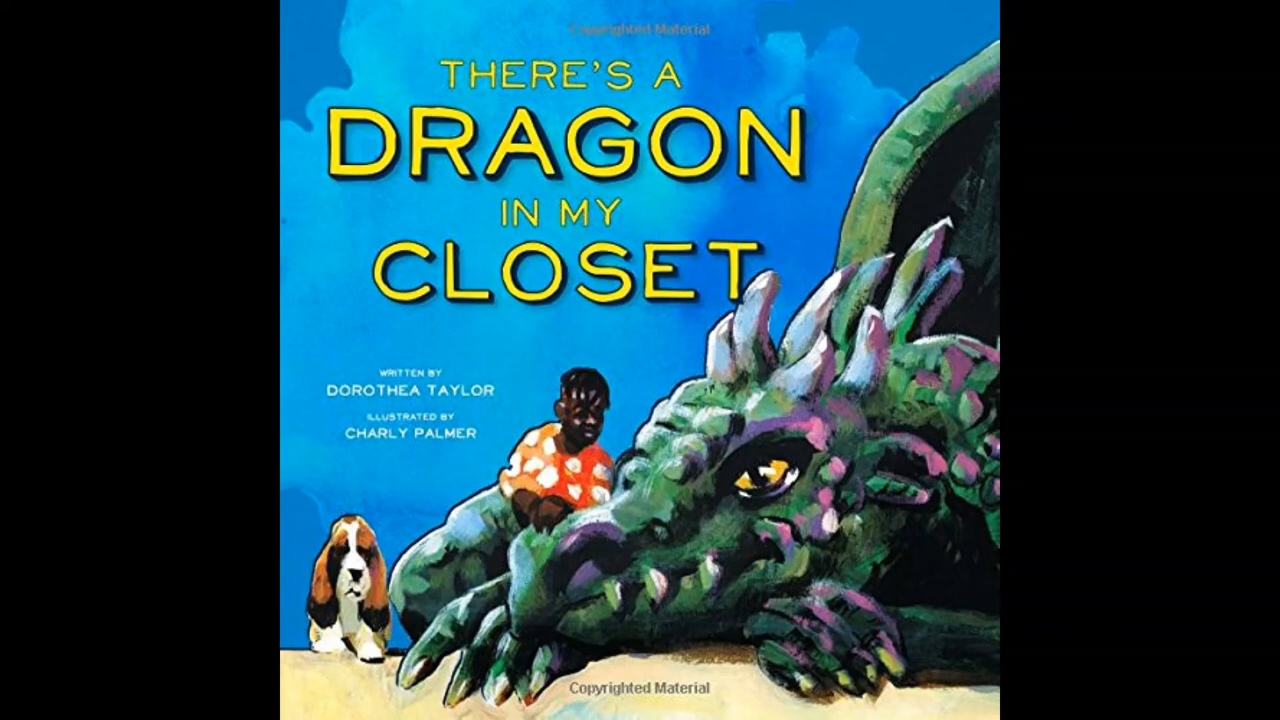 Copyrighted Material
THERE'S A
DRAGON
IN MY
CLOSET
WRITTEN BY
DOROTHEA TAYLOR
ILLUSTRATED BY
CHARLY PALMER
Copyrighted Material